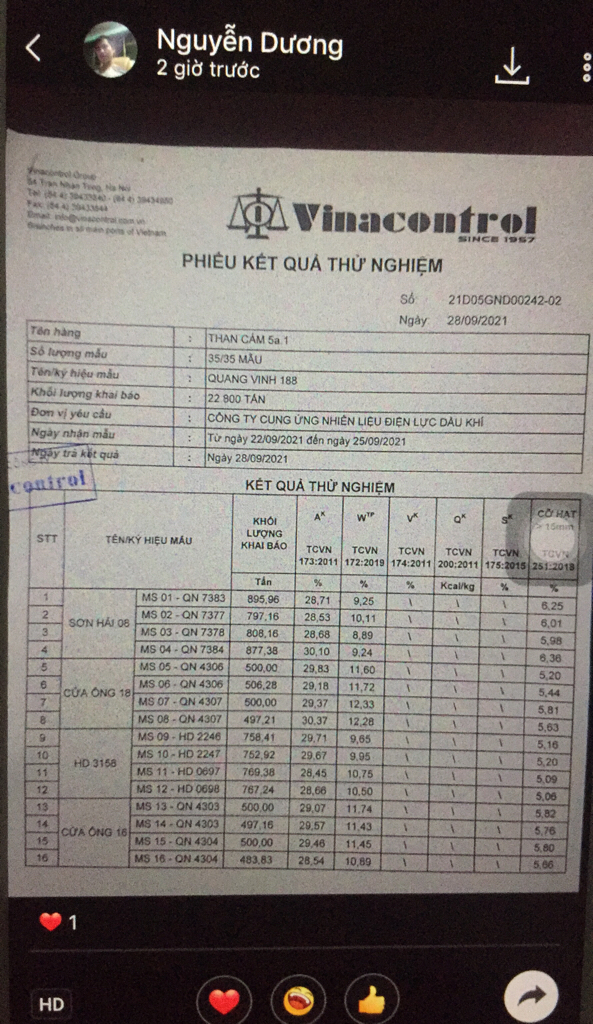 Nguyễn Dương
2 giờ trước
Vinacontrol Group
54 Tran Nhan Tong, Ha Noi
Branches in all main ports of Vietnam
Vinacontrol
SINCE 1957
PHIẾU KẾT QUẢ THỬ NGHIỆM
Số: 21D05GND00242-02
Ngày: 28/09/2021
Tên hàng : THAN CÁM 5a.1
Số lượng mẫu : 35/35 MẪU
Tên/ký hiệu mẫu : QUANG VINH 188
Khối lượng khai báo : 22 800 TẤN
Đơn vị yêu cầu : CÔNG TY CUNG ỨNG NHIÊN LIỆU ĐIỆN LỰC DẦU KHÍ
Ngày nhận mẫu : Từ ngày 22/09/2021 đến ngày 25/09/2021
Ngày trả kết quả : Ngày 28/09/2021
control
KẾT QUẢ THỬ NGHIỆM
STT TÊN/KÝ HIỆU MẪU KHỐI LƯỢNG KHAI BÁO Aᴷ Wᵀᴾ Vᴷ Qᴷ Sᴷ CỠ HẠT > 15mm
TCVN 173:2011 TCVN 172:2019 TCVN 174:2011 TCVN 200:2011 TCVN 175:2015 TCVN 251:2018
Tấn % % % Kcal/kg % %
1 SƠN HẢI 08 MS 01 - QN 7383 895,96 28,71 9,25 \ \ \ 6,25
2 MS 02 - QN 7377 797,16 28,53 10,11 \ \ \ 6,01
3 MS 03 - QN 7378 808,16 28,68 8,89 \ \ \ 5,98
4 MS 04 - QN 7384 877,38 30,10 9,24 \ \ \ 6,36
5 CỬA ÔNG 18 MS 05 - QN 4306 500,00 29,83 11,60 \ \ \ 5,20
6 MS 06 - QN 4306 506,28 29,18 11,72 \ \ \ 5,44
7 MS 07 - QN 4307 500,00 29,37 12,33 \ \ \ 5,81
8 MS 08 - QN 4307 497,21 30,37 12,28 \ \ \ 5,63
9 HD 3158 MS 09 - HD 2246 758,41 29,71 9,65 \ \ \ 5,16
10 MS 10 - HD 2247 752,92 29,67 9,95 \ \ \ 5,20
11 MS 11 - HD 0697 769,38 28,45 10,75 \ \ \ 5,09
12 MS 12 - HD 0698 767,24 28,66 10,50 \ \ \ 5,06
13 CỬA ÔNG 16 MS 13 - QN 4303 500,00 29,07 11,74 \ \ \ 5,82
14 MS 14 - QN 4303 497,16 29,57 11,43 \ \ \ 5,76
15 MS 15 - QN 4304 500,00 29,46 11,45 \ \ \ 5,80
16 MS 16 - QN 4304 483,83 28,54 10,89 \ \ \ 5,66
1
HD